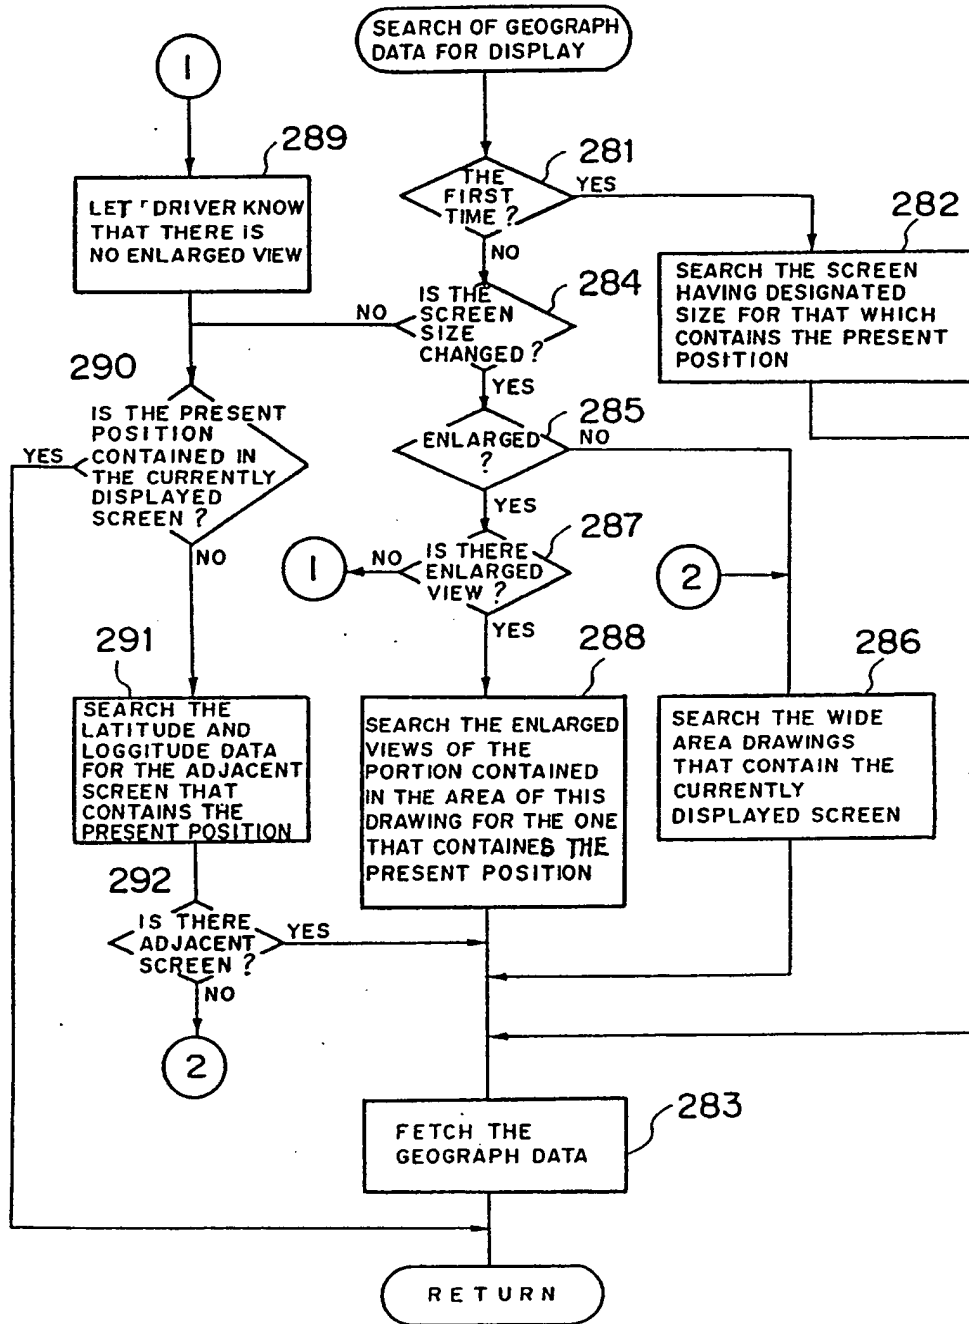 SEARCH OF GEOGRAPH
DATA FOR DISPLAY
1
289
LET DRIVER KNOW
THAT THERE IS
NO ENLARGED VIEW
281
THE
FIRST
TIME?
YES
NO
282
SEARCH THE SCREEN
HAVING DESIGNATED
SIZE FOR THAT WHICH
CONTAINS THE PRESENT
POSITION
284
IS THE
SCREEN
SIZE
CHANGED?
NO
YES
290
IS THE PRESENT
POSITION
CONTAINED IN
THE CURRENTLY
DISPLAYED
SCREEN?
YES
NO
285
ENLARGED
?
NO
YES
287
IS THERE
ENLARGED
VIEW?
NO
1
YES
2
291
SEARCH THE
LATITUDE AND
LOGGITUDE DATA
FOR THE ADJACENT
SCREEN THAT
CONTAINS THE
PRESENT POSITION
288
SEARCH THE ENLARGED
VIEWS OF THE
PORTION CONTAINED
IN THE AREA OF THIS
DRAWING FOR THE ONE
THAT CONTAINES THE
PRESENT POSITION
286
SEARCH THE WIDE
AREA DRAWINGS
THAT CONTAIN THE
CURRENTLY
DISPLAYED SCREEN
292
IS THERE
ADJACENT
SCREEN?
YES
NO
2
283
FETCH THE
GEOGRAPH DATA
RETURN